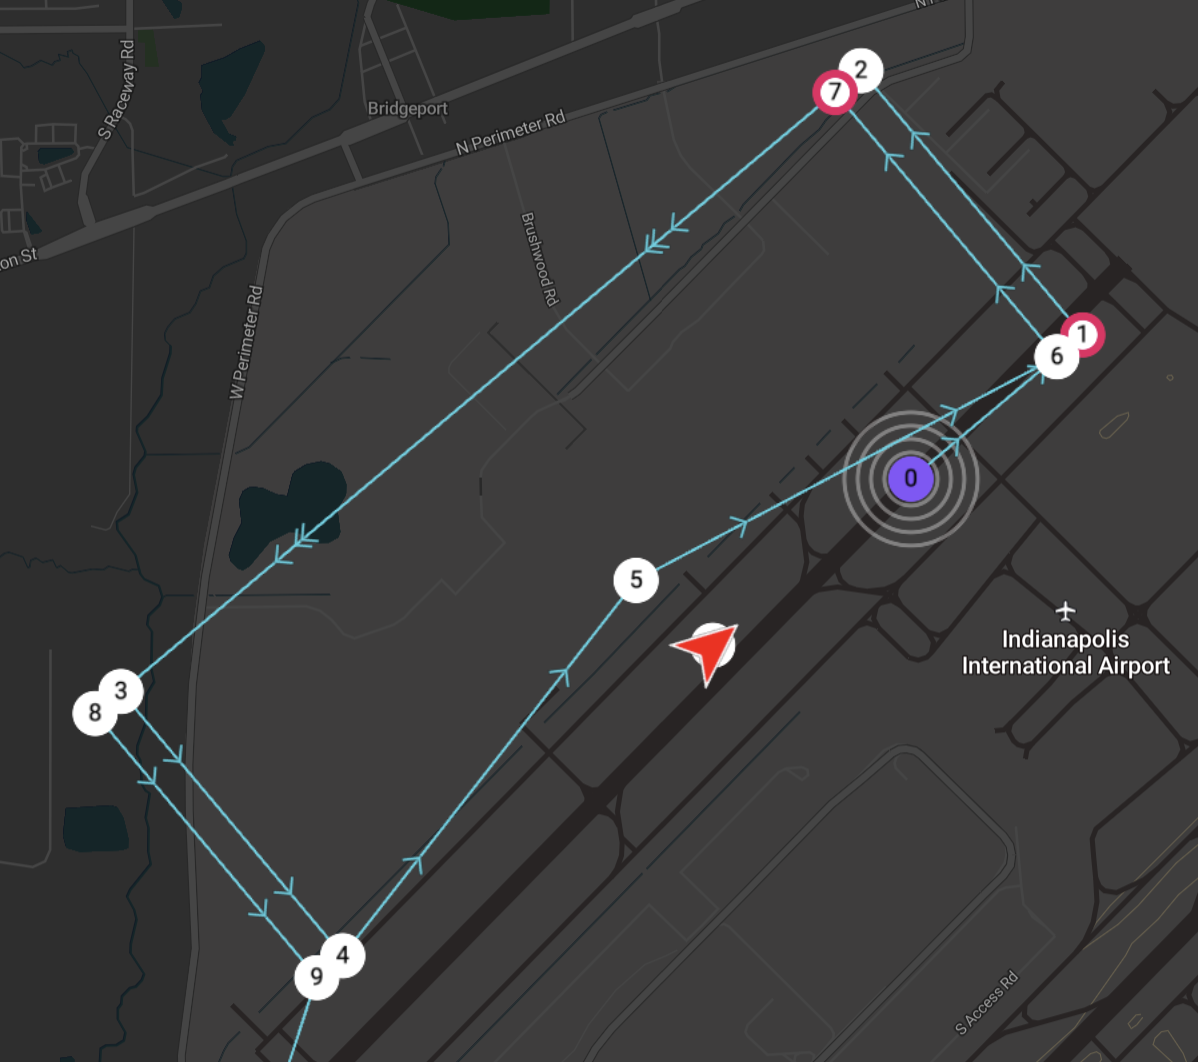 N
2
7
S Raceway Rd
Bridgeport
N Perimeter Rd
on St
Brushwood Rd
W Perimeter Rd
1
6
0
5
Indianapolis
International Airport
3
8
4
9
S Access Rd